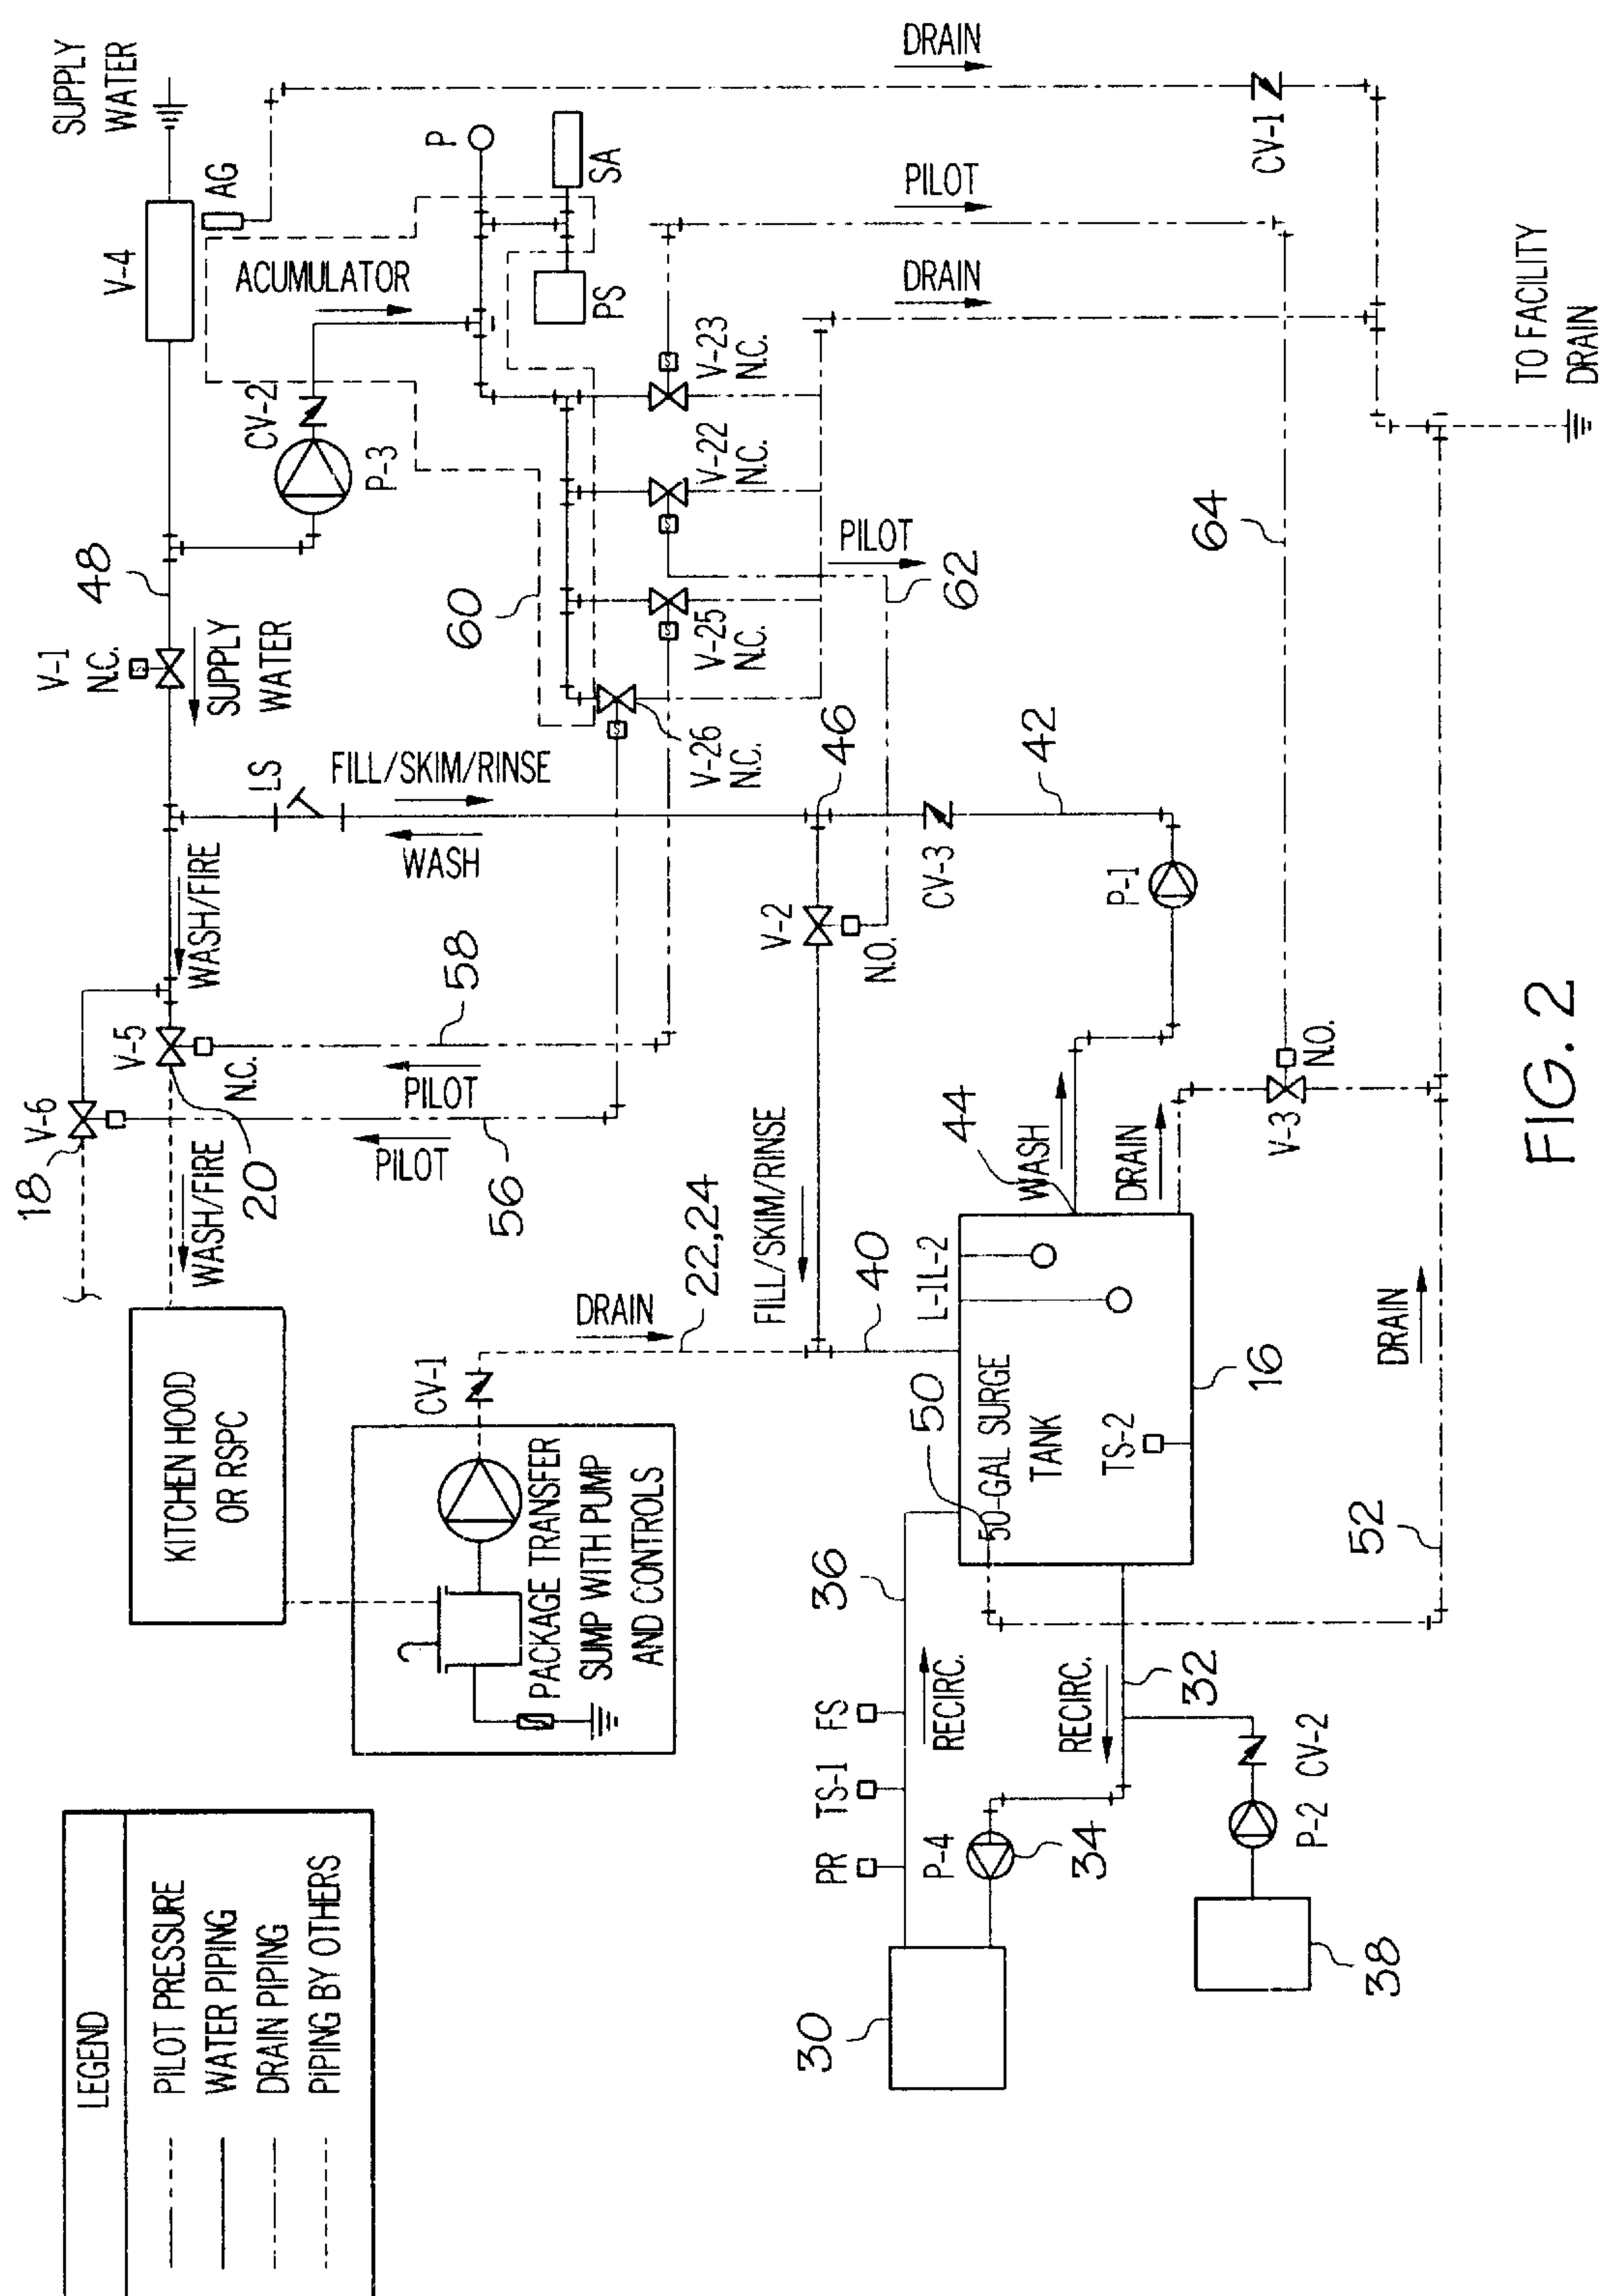 LEGEND
PILOT PRESSURE
WATER PIPING
DRAIN PIPING
PIPING BY OTHERS
KITCHEN HOOD
OR RSPC
PACKAGE TRANSFER
SUMP WITH PUMP
AND CONTROLS
CV-1
DRAIN
22,24
18
V-6
V-5
N.C.
20
WASH/FIRE
WASH/FIRE
PILOT
56
PILOT
58
V-1
N.C.
SUPPLY
WATER
48
V-4
SUPPLY
WATER
AG
LS
FILL/SKIM/RINSE
WASH
CV-2
P-3
ACUMULATOR
P
SA
PS
60
V-26
N.C.
V-25
N.C.
V-22
N.C.
V-23
N.C.
PILOT
62
DRAIN
PILOT
DRAIN
CV-1
64
TO FACILITY
DRAIN
46
V-2
N.O.
CV-3
42
P-1
FILL/SKIM/RINSE
40
44
WASH
DRAIN
V-3
N.O.
L-1L-2
50
50-GAL SURGE
TANK
TS-2
16
DRAIN
52
36
RECIRC.
FS
TS-1
PR
RECIRC.
32
P-4
34
CV-2
P-2
30
38
FIG. 2